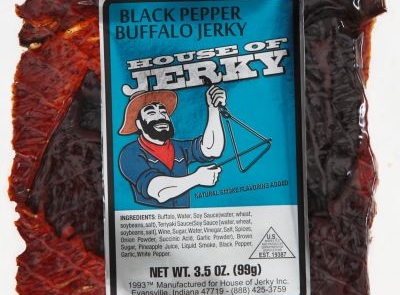 BLACK PEPPER
BUFFALO JERKY
HOUSE OF
JERKY
NATURAL SMOKE FLAVORING ADDED
INGREDIENTS: Buffalo, Water, Soy Sauce(water, wheat,
soybeans, salt), Teriyaki Sauce(Soy Sauce(water, wheat,
soybeans, salt), Wine, Sugar, Water, Vinegar, Salt, Spices,
Onion Powder, Succinic Acid, Garlic Powder), Brown
Sugar, Pineapple Juice, Liquid Smoke, Black Pepper,
Garlic, White Pepper.
U.S.
EST. 19387
NET WT. 3.5 OZ. (99g)
1993™ Manufactured for House of Jerky Inc.
Evansville, Indiana 47719 - (888) 425-3759